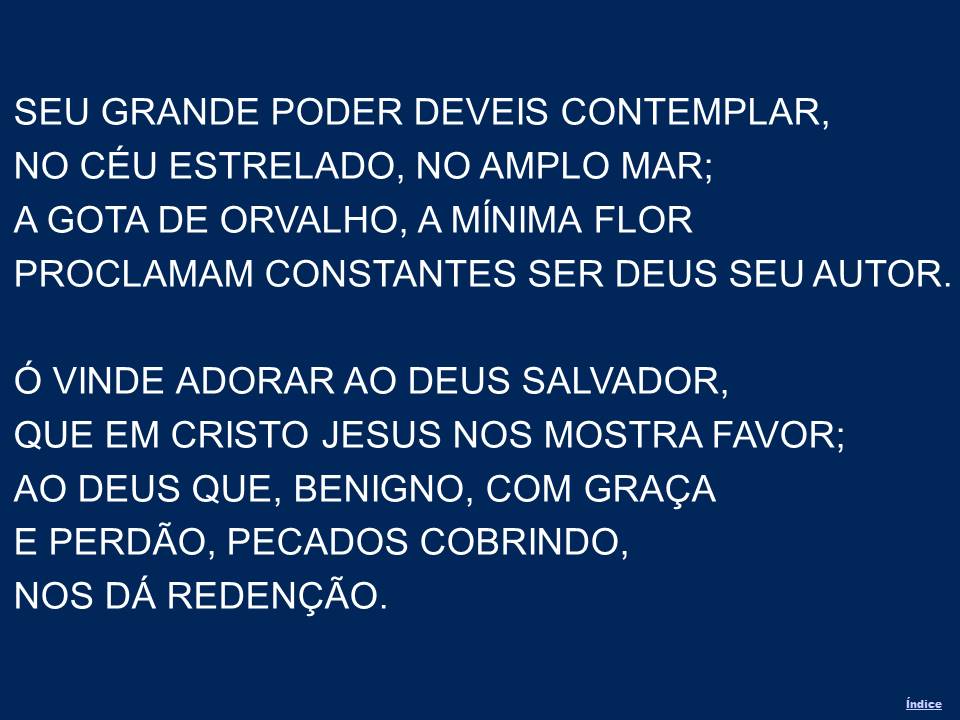 SEU GRANDE PODER DEVEIS CONTEMPLAR,
NO CÉU ESTRELADO, NO AMPLO MAR;
A GOTA DE ORVALHO, A MÍNIMA FLOR
PROCLAMAM CONSTANTES SER DEUS SEU AUTOR.
Ó VINDE ADORAR AO DEUS SALVADOR,
QUE EM CRISTO JESUS NOS MOSTRA FAVOR;
AO DEUS QUE, BENIGNO, COM GRAÇA
E PERDÃO, PECADOS COBRINDO,
NOS DÁ REDENÇÃO.
Índice